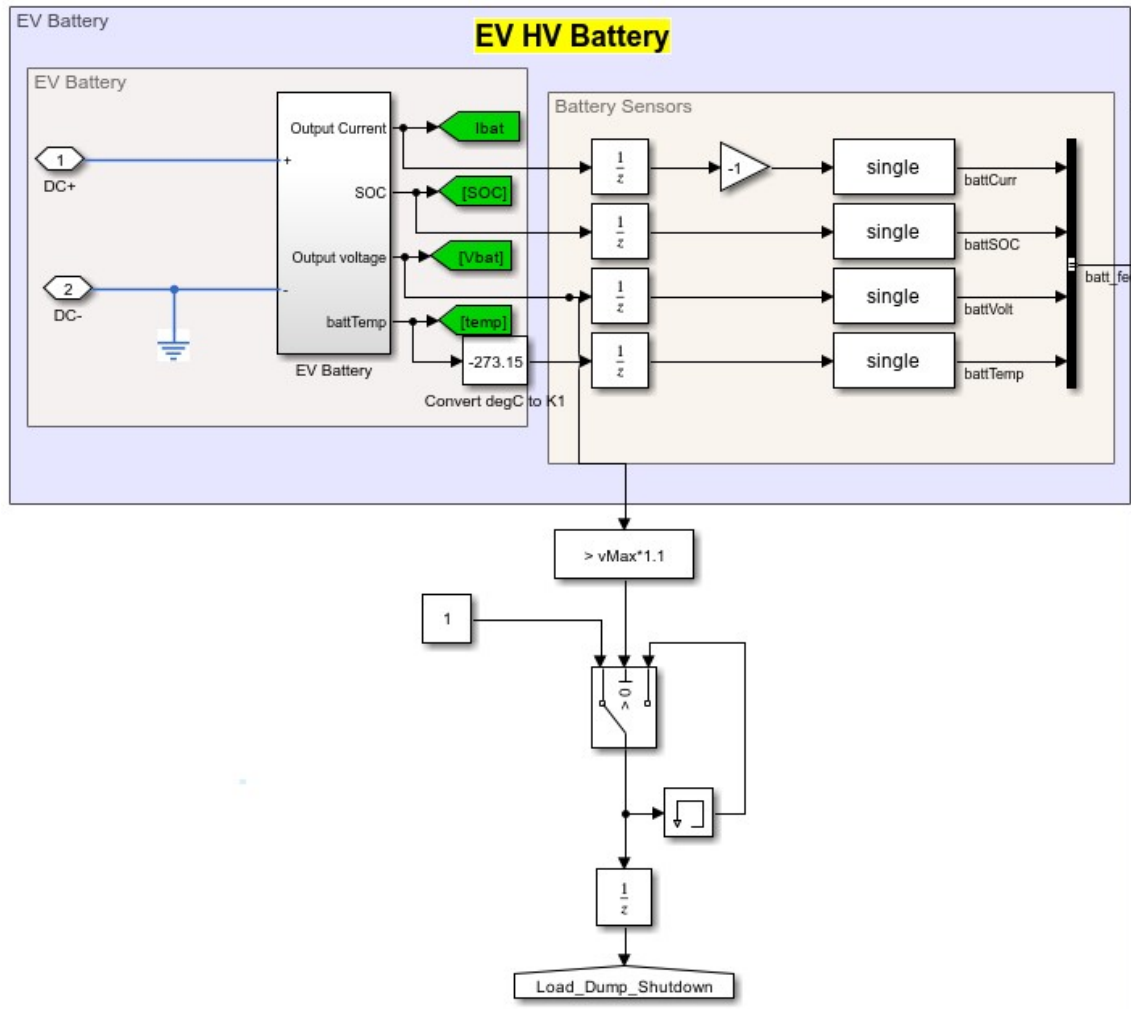 EV Battery
EV HV Battery
EV Battery
Battery Sensors
Output Current
Ibat
1
DC+
+
1
z
-1
single
battCurr
SOC
[SOC]
1
z
single
battSOC
Output voltage
[Vbat]
batt_fe
2
DC-
-
1
z
single
battVolt
battTemp
[temp]
EV Battery
-273.15
1
z
single
battTemp
Convert degC to K1
> vMax*1.1
1
> 0
1
z
Load_Dump_Shutdown